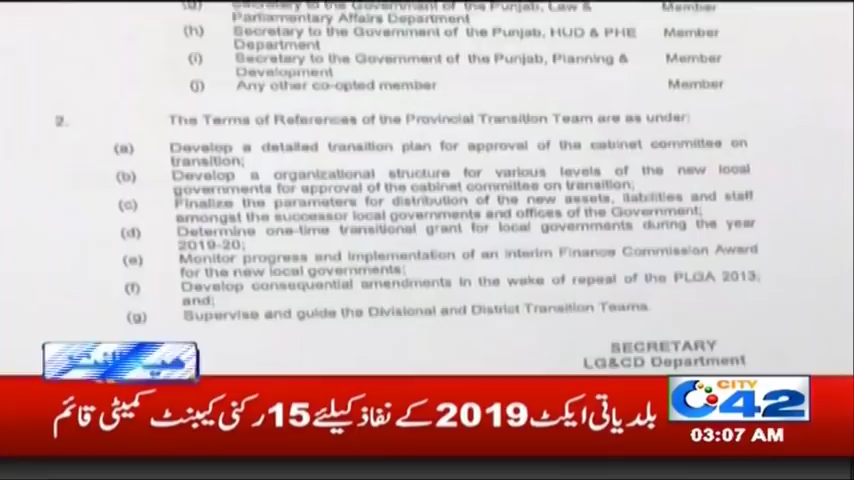 (g) Secretary to the Government of the Punjab, Law & Member
Parliamentary Affairs Department
(h) Secretary to the Government of the Punjab, HUD & PHE Member
Department
(i) Secretary to the Government of the Punjab, Planning & Member
Development
(j) Any other co-opted member Member
2. The Terms of References of the Provincial Transition Team are as under:
(a) Develop a detailed transition plan for approval of the cabinet committee on
transition;
(b) Develop a organizational structure for various levels of the new local
governments for approval of the cabinet committee on transition;
(c) Finalize the parameters for distribution of the new assets, liabilities and staff
amongst the successor local governments and offices of the Government;
(d) Determine one-time transitional grant for local governments during the year
2019-20;
(e) Monitor progress and implementation of an interim Finance Commission Award
for the new local governments;
(f) Develop consequential amendments in the wake of repeal of the PLGA 2013;
and;
(g) Supervise and guide the Divisional and District Transition Teams.
SECRETARY
LG&CD Department
بلدیاتی ایکٹ 2019 کے نفاذ کیلئے 15 رکنی کیبنٹ کمیٹی قائم
CITY
42
03:07 AM